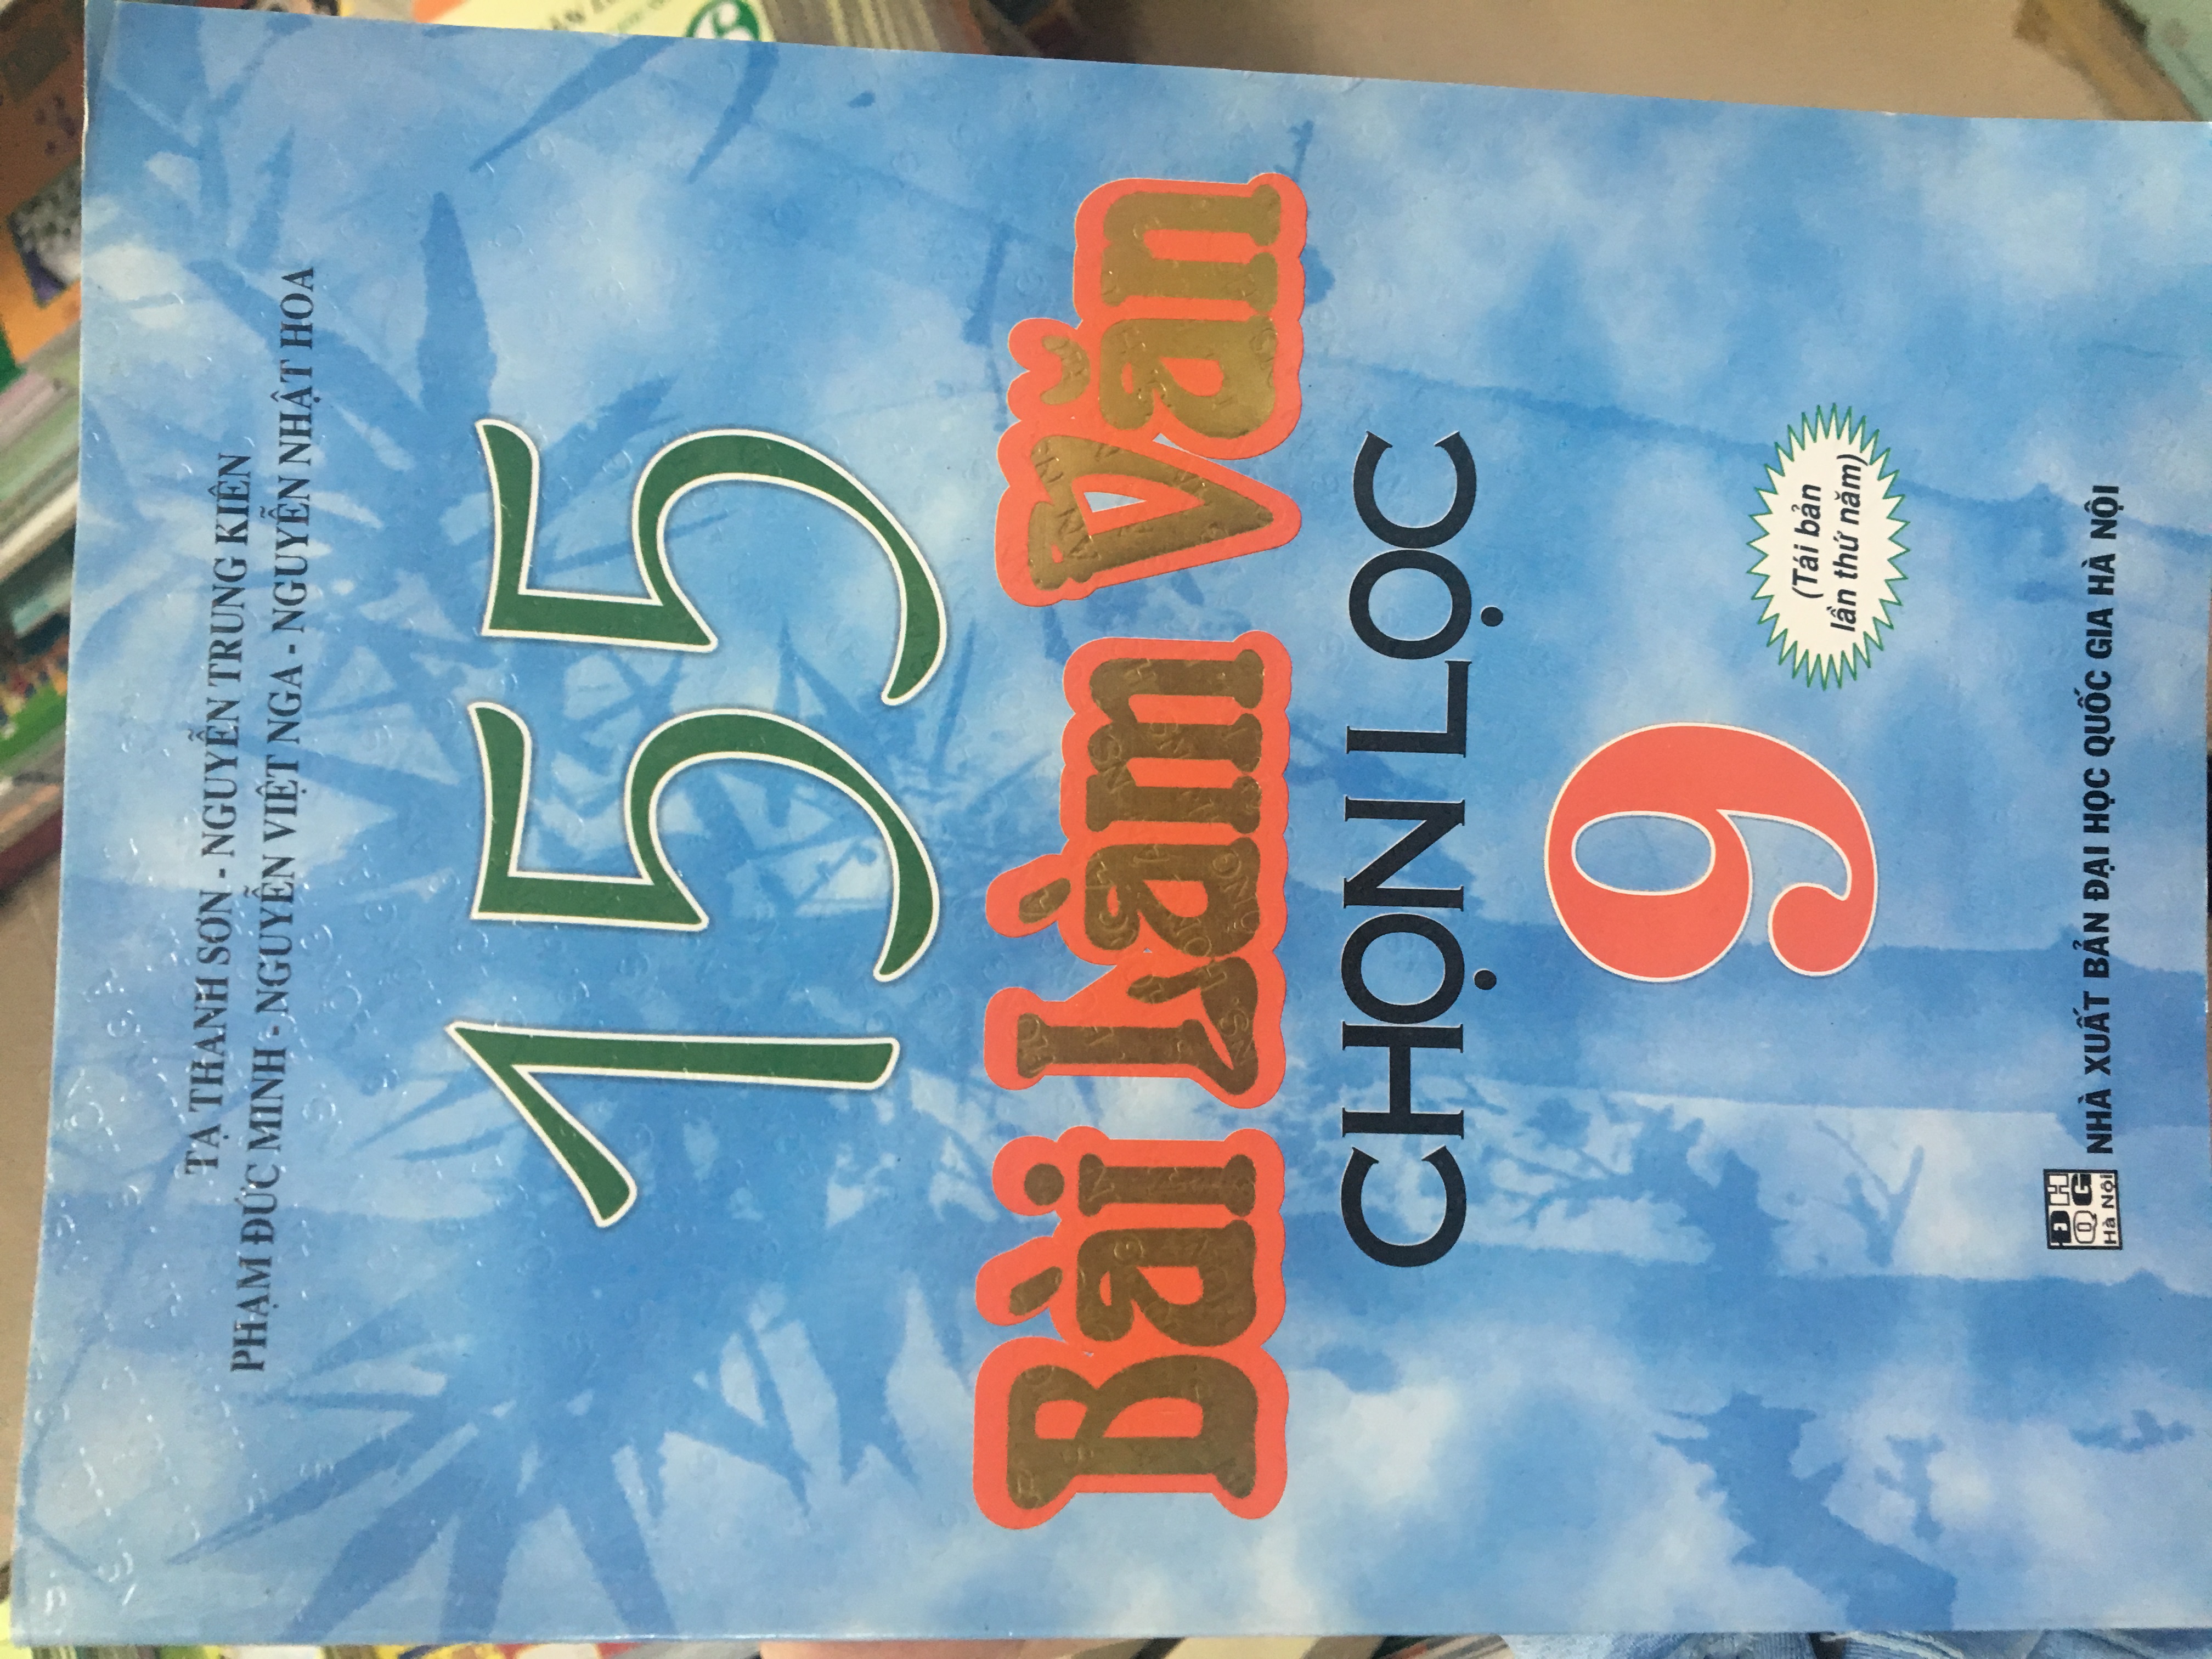 TẠ THANH SƠN - NGUYỄN TRUNG KIÊN
PHẠM ĐỨC MINH - NGUYỄN VIỆT NGA - NGUYỄN NHẬT HOA
155
Bài Làm Văn
CHỌN LỌC
9
(Tái bản
lần thứ năm)
ĐH
QG
Hà Nội
NHÀ XUẤT BẢN ĐẠI HỌC QUỐC GIA HÀ NỘI